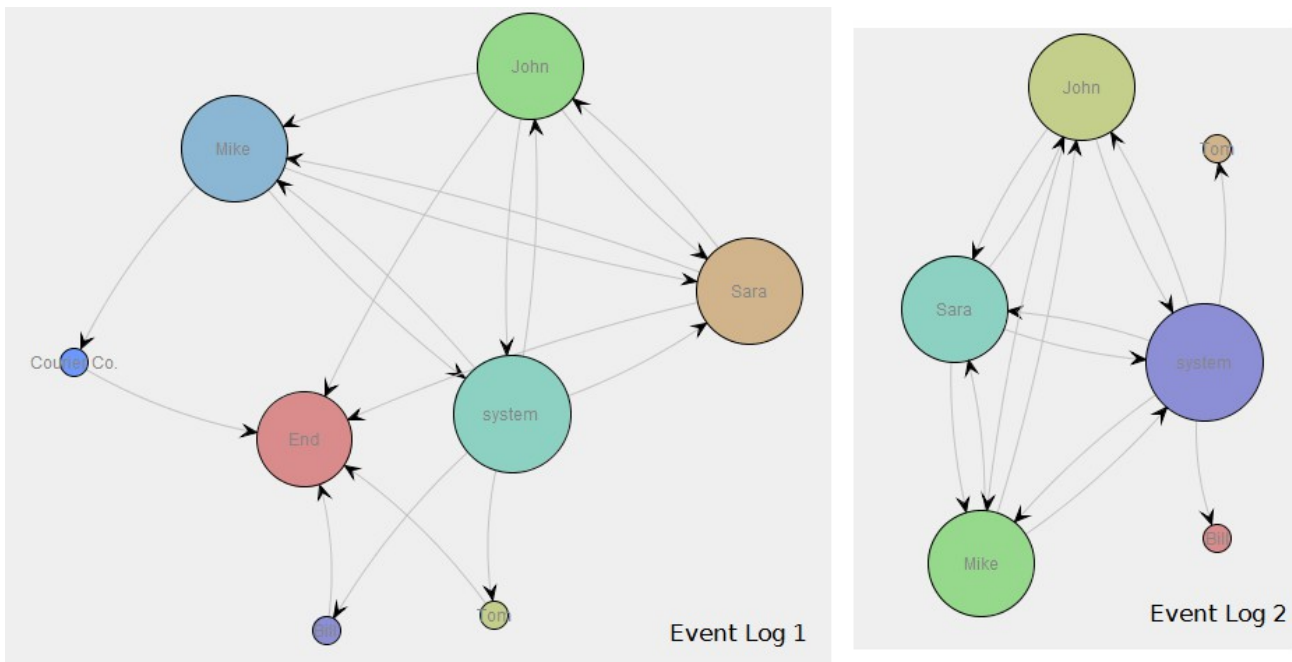 John
Mike
Sara
Courier Co.
End
system
Bill
Tom
Event Log 1
John
Tom
Sara
system
Bill
Mike
Event Log 2